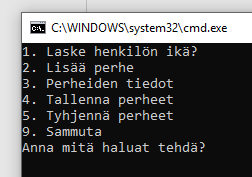 C:\WINDOWS\system32\cmd.exe
1. Laske henkilön ikä?
2. Lisää perhe
3. Perheiden tiedot
4. Tallenna perheet
5. Tyhjennä perheet
9. Sammuta
Anna mitä haluat tehdä?